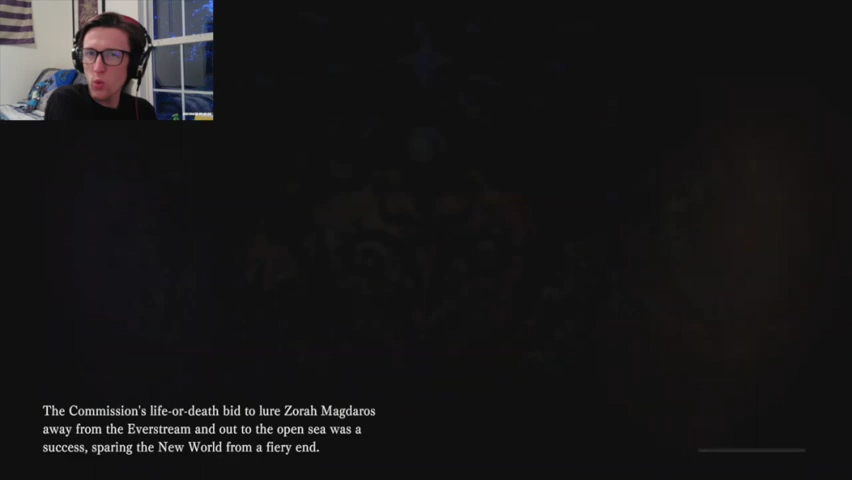 The Commission's life-or-death bid to lure Zorah Magdaros
away from the Everstream and out to the open sea was a
success, sparing the New World from a fiery end.